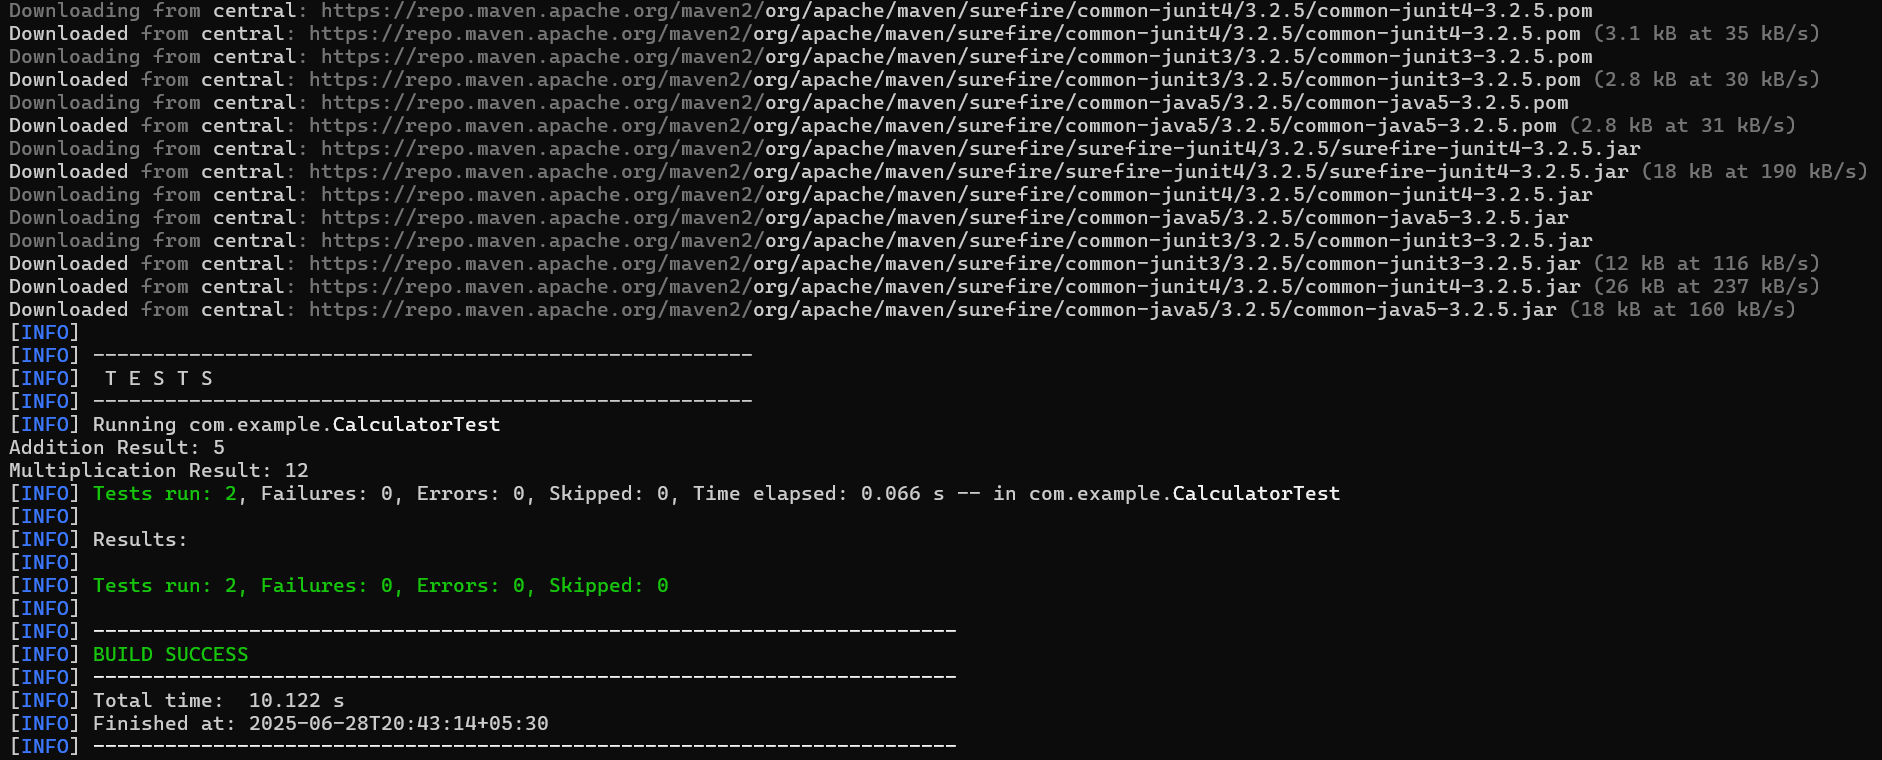 Downloading from central: https://repo.maven.apache.org/maven2/org/apache/maven/surefire/common-junit4/3.2.5/common-junit4-3.2.5.pom
Downloaded from central: https://repo.maven.apache.org/maven2/org/apache/maven/surefire/common-junit4/3.2.5/common-junit4-3.2.5.pom (3.1 kB at 35 kB/s)
Downloading from central: https://repo.maven.apache.org/maven2/org/apache/maven/surefire/common-junit3/3.2.5/common-junit3-3.2.5.pom
Downloaded from central: https://repo.maven.apache.org/maven2/org/apache/maven/surefire/common-junit3/3.2.5/common-junit3-3.2.5.pom (2.8 kB at 30 kB/s)
Downloading from central: https://repo.maven.apache.org/maven2/org/apache/maven/surefire/common-java5/3.2.5/common-java5-3.2.5.pom
Downloaded from central: https://repo.maven.apache.org/maven2/org/apache/maven/surefire/common-java5/3.2.5/common-java5-3.2.5.pom (2.8 kB at 31 kB/s)
Downloading from central: https://repo.maven.apache.org/maven2/org/apache/maven/surefire/surefire-junit4/3.2.5/surefire-junit4-3.2.5.jar
Downloaded from central: https://repo.maven.apache.org/maven2/org/apache/maven/surefire/surefire-junit4/3.2.5/surefire-junit4-3.2.5.jar (18 kB at 190 kB/s)
Downloading from central: https://repo.maven.apache.org/maven2/org/apache/maven/surefire/common-junit4/3.2.5/common-junit4-3.2.5.jar
Downloading from central: https://repo.maven.apache.org/maven2/org/apache/maven/surefire/common-java5/3.2.5/common-java5-3.2.5.jar
Downloading from central: https://repo.maven.apache.org/maven2/org/apache/maven/surefire/common-junit3/3.2.5/common-junit3-3.2.5.jar
Downloaded from central: https://repo.maven.apache.org/maven2/org/apache/maven/surefire/common-junit3/3.2.5/common-junit3-3.2.5.jar (12 kB at 116 kB/s)
Downloaded from central: https://repo.maven.apache.org/maven2/org/apache/maven/surefire/common-junit4/3.2.5/common-junit4-3.2.5.jar (26 kB at 237 kB/s)
Downloaded from central: https://repo.maven.apache.org/maven2/org/apache/maven/surefire/common-java5/3.2.5/common-java5-3.2.5.jar (18 kB at 160 kB/s)
[INFO]
[INFO] -------------------------------------------------------
[INFO]  T E S T S
[INFO] -------------------------------------------------------
[INFO] Running com.example.CalculatorTest
Addition Result: 5
Multiplication Result: 12
[INFO] Tests run: 2, Failures: 0, Errors: 0, Skipped: 0, Time elapsed: 0.066 s -- in com.example.CalculatorTest
[INFO]
[INFO] Results:
[INFO]
[INFO] Tests run: 2, Failures: 0, Errors: 0, Skipped: 0
[INFO]
[INFO] ------------------------------------------------------------------------
[INFO] BUILD SUCCESS
[INFO] ------------------------------------------------------------------------
[INFO] Total time:  10.122 s
[INFO] Finished at: 2025-06-28T20:43:14+05:30
[INFO] ------------------------------------------------------------------------